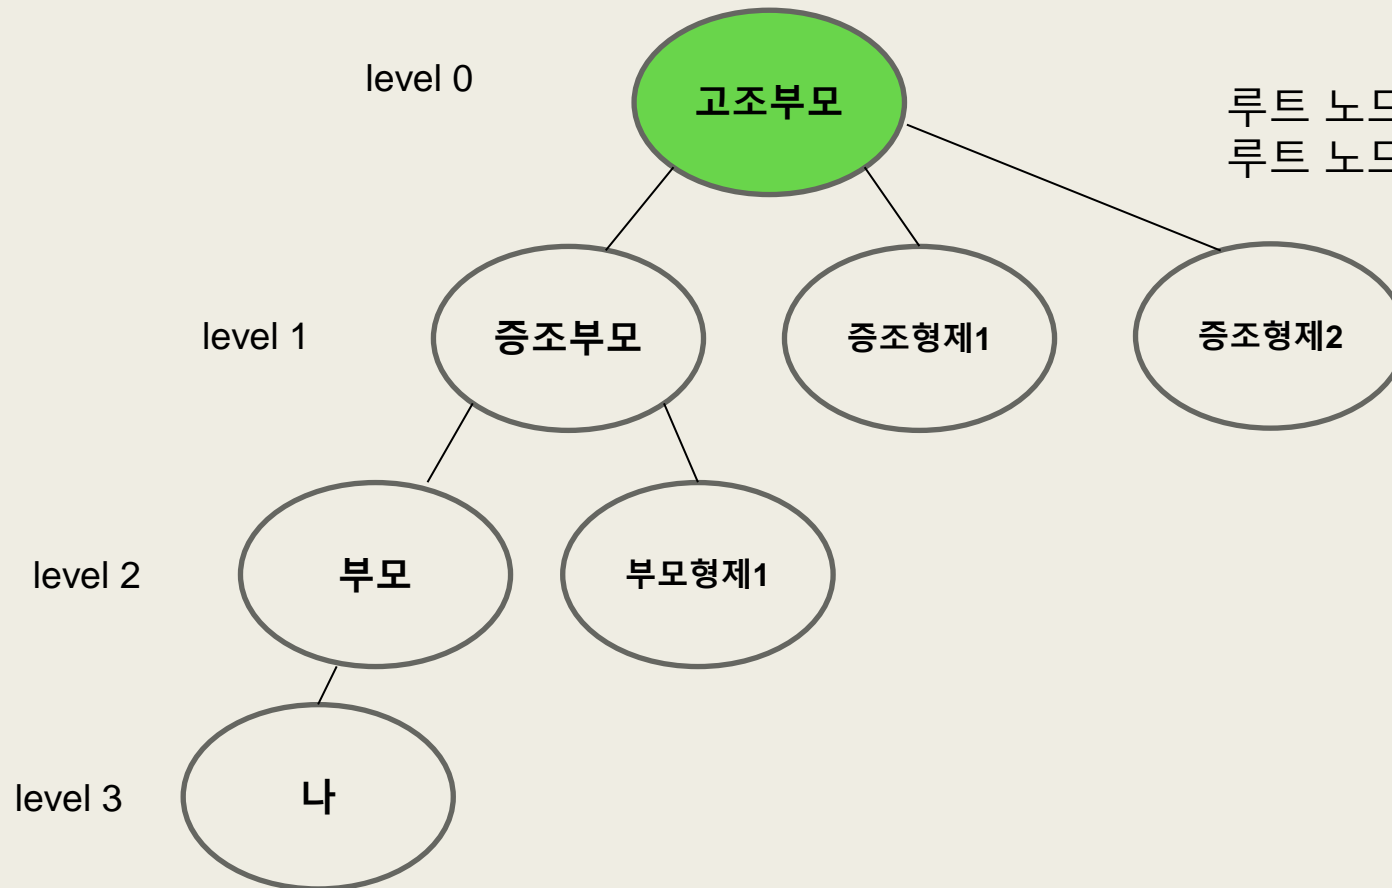 level 0
고조부모
루트 노드
루트 노드
level 1
증조부모
증조형제1
증조형제2
level 2
부모
부모형제1
level 3
나